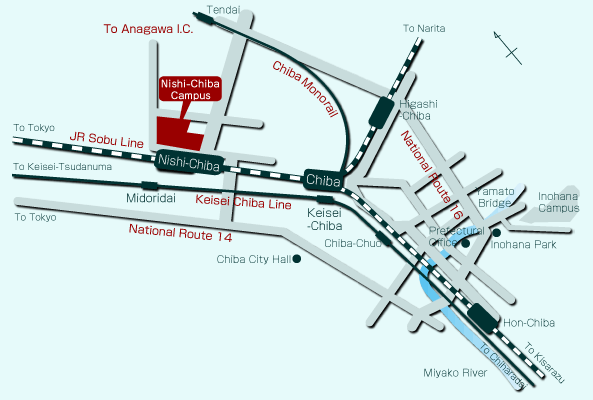 Tendai
To Anagawa I.C.
To Narita
Nishi-Chiba
Campus
Chiba Monorail
Higashi
-Chiba
To Tokyo
JR Sobu Line
National Route 16
Nishi-Chiba
To Keisei-Tsudanuma
Chiba
Midoridai
Keisei Chiba Line
Yamato
Bridge
Inohana
Campus
To Tokyo
Keisei
-Chiba
National Route 14
Chiba-Chuo
Prefectural
Office
Inohana Park
Chiba City Hall
Hon-Chiba
To Kisarazu
To Chiharadai
Miyako River